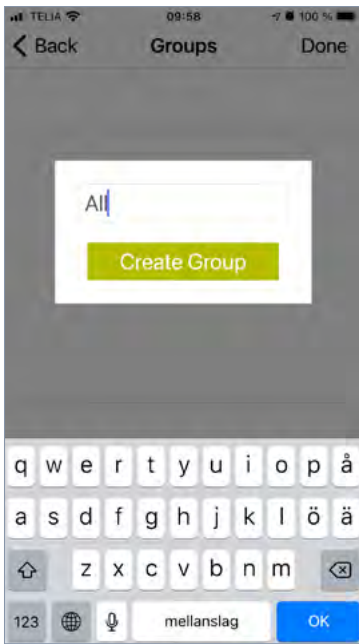 TELIA 09:58 100 %
Back Groups Done
All
Create Group
q w e r t y u i o p å
a s d f g h j k l ö ä
z x c v b n m
123 mellanslag OK